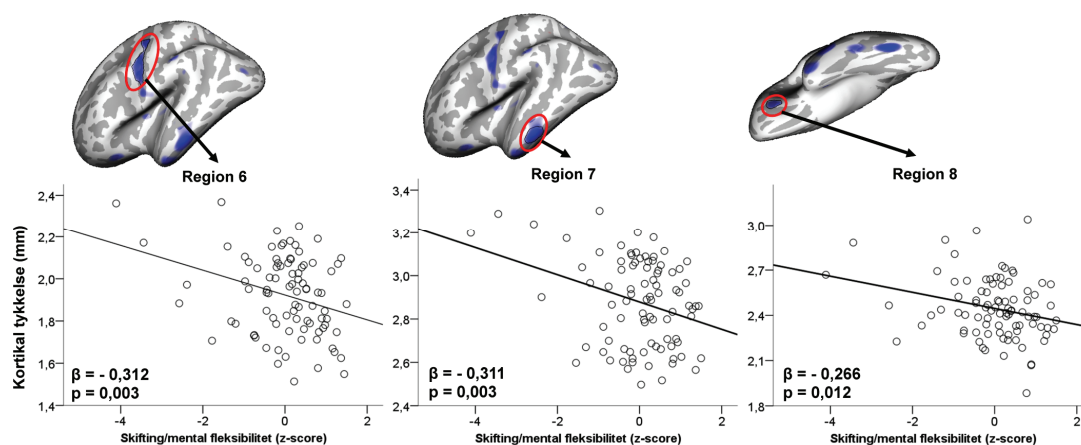 Region 6
Region 7
Region 8
Kortikal tykkelse (mm)
2,4
2,2
2,0
1,8
1,6
1,4
β = - 0,312
p = 0,003
-4
-2
0
2
Skifting/mental fleksibilitet (z-score)
3,4
3,2
3,0
2,8
2,6
2,4
β = - 0,311
p = 0,003
-4
-2
0
2
Skifting/mental fleksibilitet (z-score)
3,0
2,7
2,4
2,1
1,8
β = - 0,266
p = 0,012
-4
-2
0
2
Skifting/mental fleksibilitet (z-score)